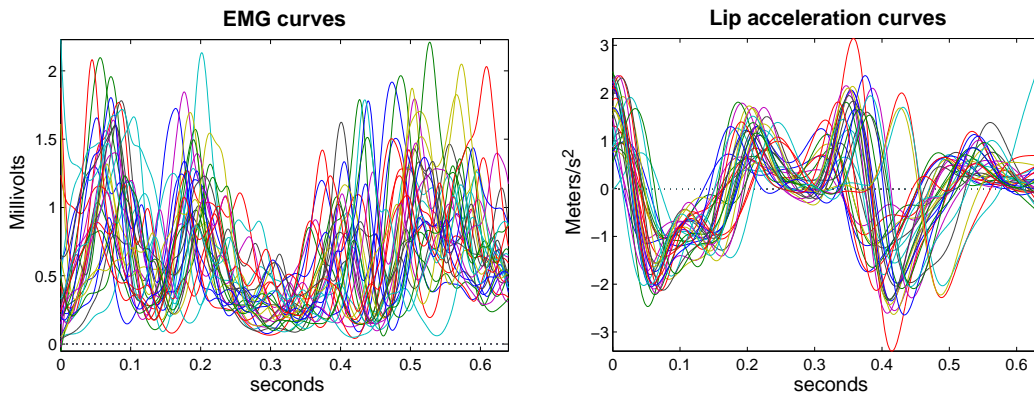 EMG curves
Millivolts
2
1.5
1
0.5
0
0 0.1 0.2 0.3 0.4 0.5 0.6
seconds
Lip acceleration curves
Meters/s²
3
2
1
0
−1
−2
−3
0 0.1 0.2 0.3 0.4 0.5 0.6
seconds